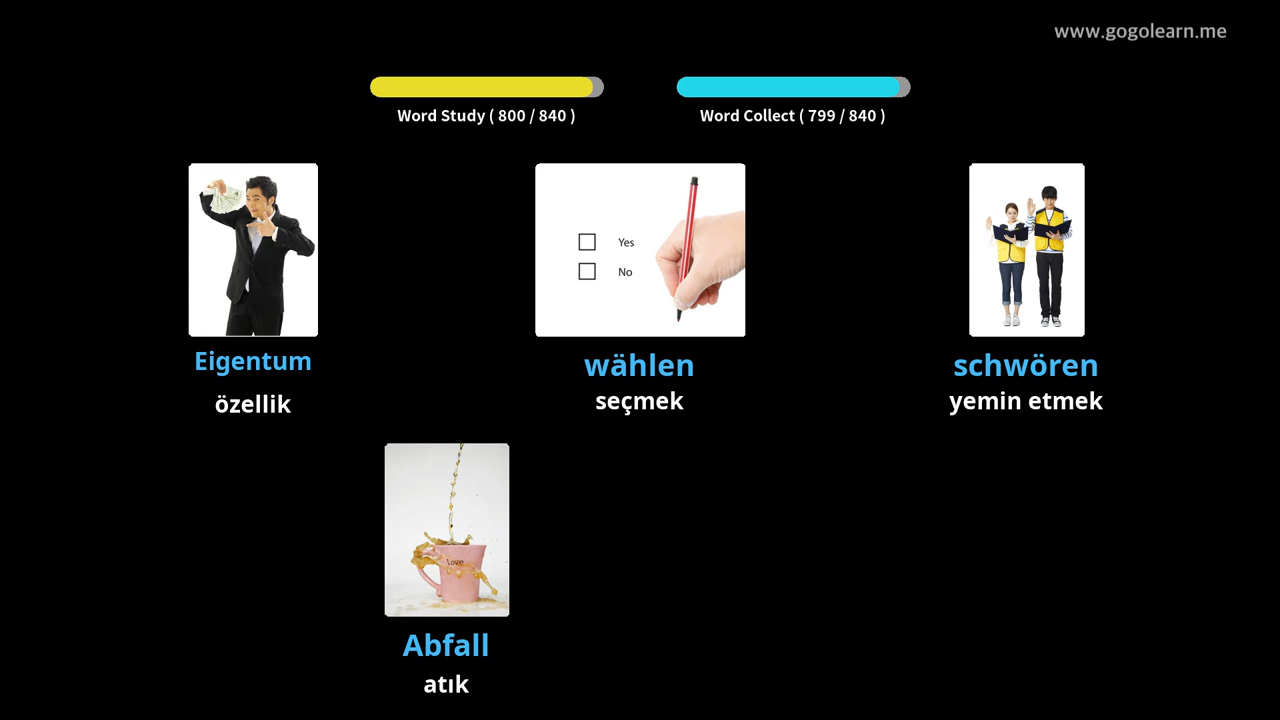 www.gogolearn.me
Word Study ( 800 / 840 )
Word Collect ( 799 / 840 )
Yes
No
Eigentum
özellik
wählen
seçmek
schwören
yemin etmek
love
Abfall
atık